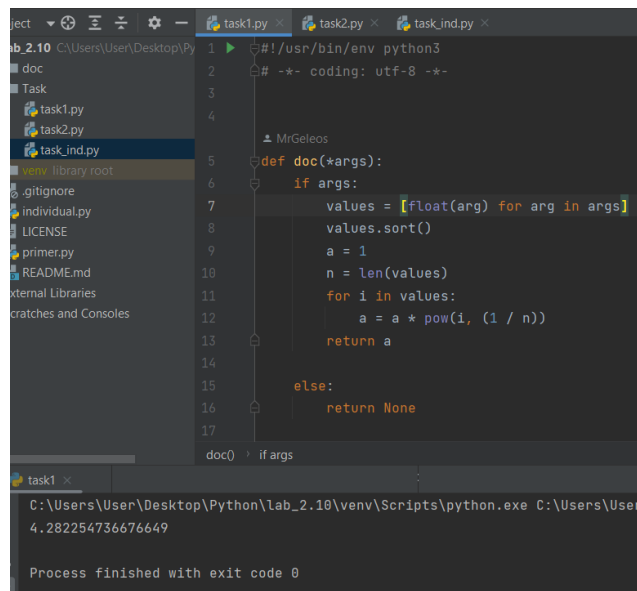 ject
task1.py
task2.py
task_ind.py
ab_2.10 C:\Users\User\Desktop\Py
doc
Task
task1.py
task2.py
task_ind.py
venv library root
.gitignore
individual.py
LICENSE
primer.py
README.md
xternal Libraries
cratches and Consoles
1 #!/usr/bin/env python3
2 # -*- coding: utf-8 -*-
3
4
MrGeleos
5 def doc(*args):
6 if args:
7 values = [float(arg) for arg in args]
8 values.sort()
9 a = 1
10 n = len(values)
11 for i in values:
12 a = a * pow(i, (1 / n))
13 return a
14
15 else:
16 return None
17
doc() › if args
task1
C:\Users\User\Desktop\Python\lab_2.10\venv\Scripts\python.exe C:\Users\User
4.282254736676649
Process finished with exit code 0